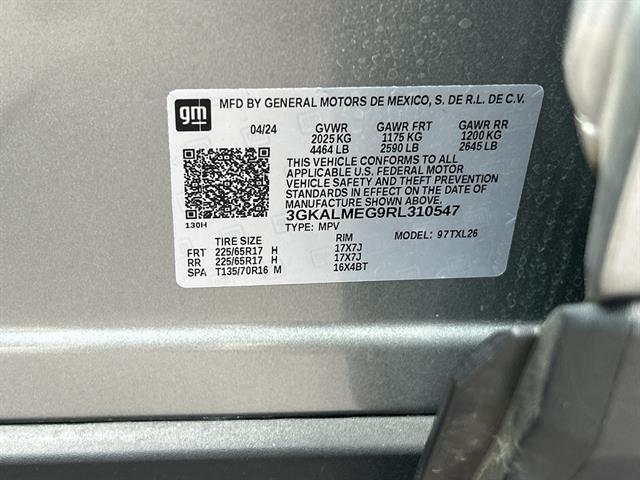 gm
MFD BY GENERAL MOTORS DE MEXICO, S. DE R.L. DE C.V.
04/24 GVWR GAWR FRT GAWR RR
2025 KG 1175 KG 1200 KG
4464 LB 2590 LB 2645 LB
THIS VEHICLE CONFORMS TO ALL
APPLICABLE U.S. FEDERAL MOTOR
VEHICLE SAFETY AND THEFT PREVENTION
STANDARDS IN EFFECT ON THE DATE OF
MANUFACTURE SHOWN ABOVE.
3GKALMEG9RL310547
130H
TYPE: MPV MODEL: 97TXL26
TIRE SIZE RIM
FRT 225/65R17 H 17X7J
RR 225/65R17 H 17X7J
SPA T135/70R16 M 16X4BT